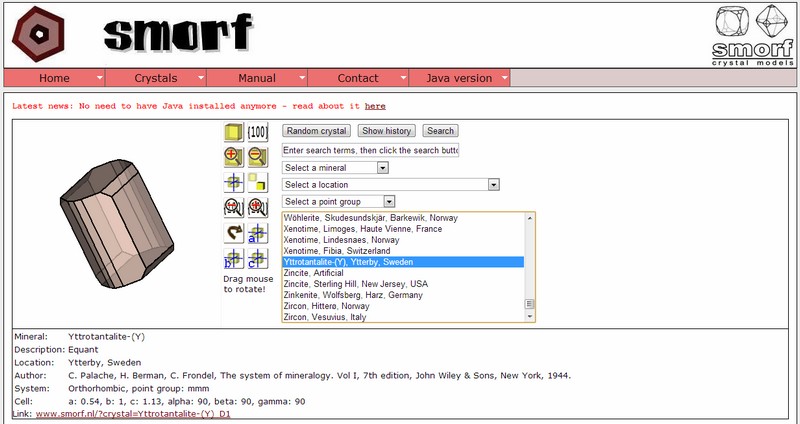 smorf
smorf
crystal models
Home Crystals Manual Contact Java version
Latest news: No need to have Java installed anymore - read about it here
{100} Random crystal Show history Search
Enter search terms, then click the search butto
Select a mineral
Select a location
Select a point group
Wöhlerite, Skudesundskjär, Barkewik, Norway
Xenotime, Limoges, Haute Vienne, France
Xenotime, Lindesnaes, Norway
Xenotime, Fibia, Switzerland
Yttrotantalite-(Y), Ytterby, Sweden
Zincite, Artificial
Zincite, Sterling Hill, New Jersey, USA
Zinkenite, Wolfsberg, Harz, Germany
Zircon, Hitterø, Norway
Zircon, Vesuvius, Italy
a
b c
Drag mouse
to rotate!
Mineral: Yttrotantalite-(Y)
Description: Equant
Location: Ytterby, Sweden
Author: C. Palache, H. Berman, C. Frondel, The system of mineralogy. Vol I, 7th edition, John Wiley & Sons, New York, 1944.
System: Orthorhombic, point group: mmm
Cell: a: 0.54, b: 1, c: 1.13, alpha: 90, beta: 90, gamma: 90
Link: www.smorf.nl/?crystal=Yttrotantalite-(Y)_D1